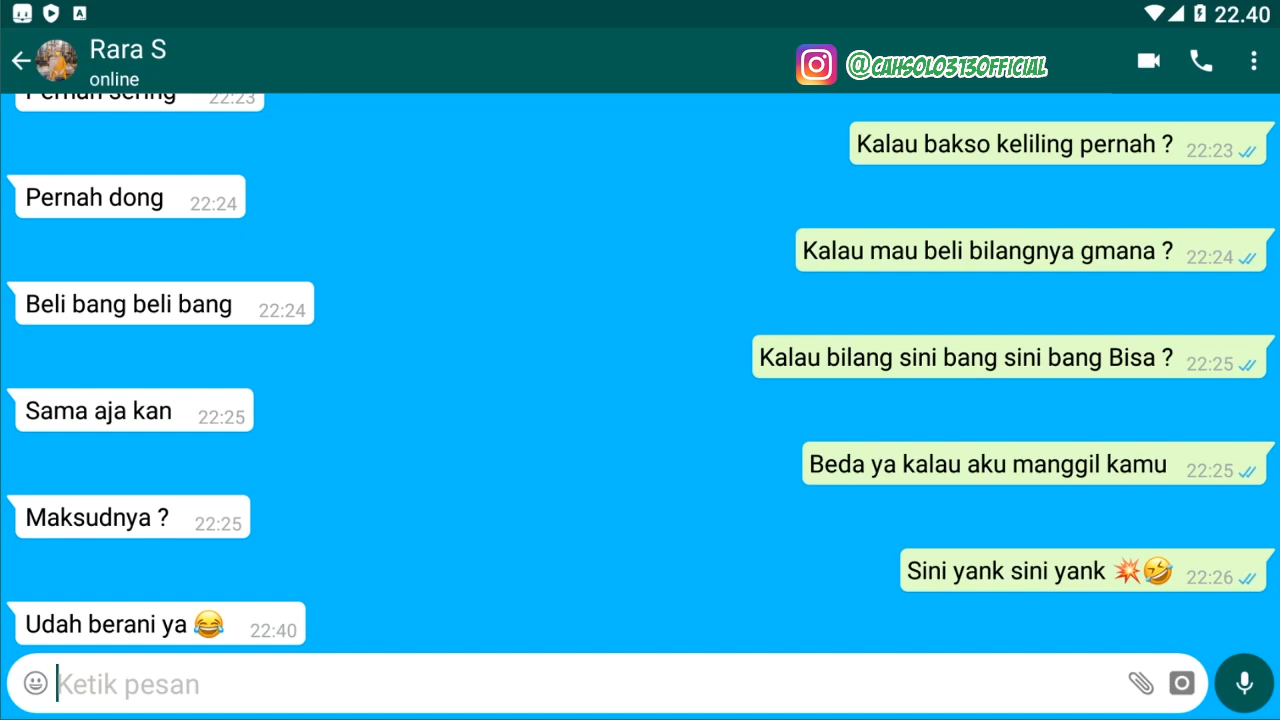 22.40
Rara S
online
@CAHSOLO313OFFICIAL
Pernah sering 22:23
Kalau bakso keliling pernah ? 22:23
Pernah dong 22:24
Kalau mau beli bilangnya gmana ? 22:24
Beli bang beli bang 22:24
Kalau bilang sini bang sini bang Bisa ? 22:25
Sama aja kan 22:25
Beda ya kalau aku manggil kamu 22:25
Maksudnya ? 22:25
Sini yank sini yank 💥🤣 22:26
Udah berani ya 😂 22:40
Ketik pesan